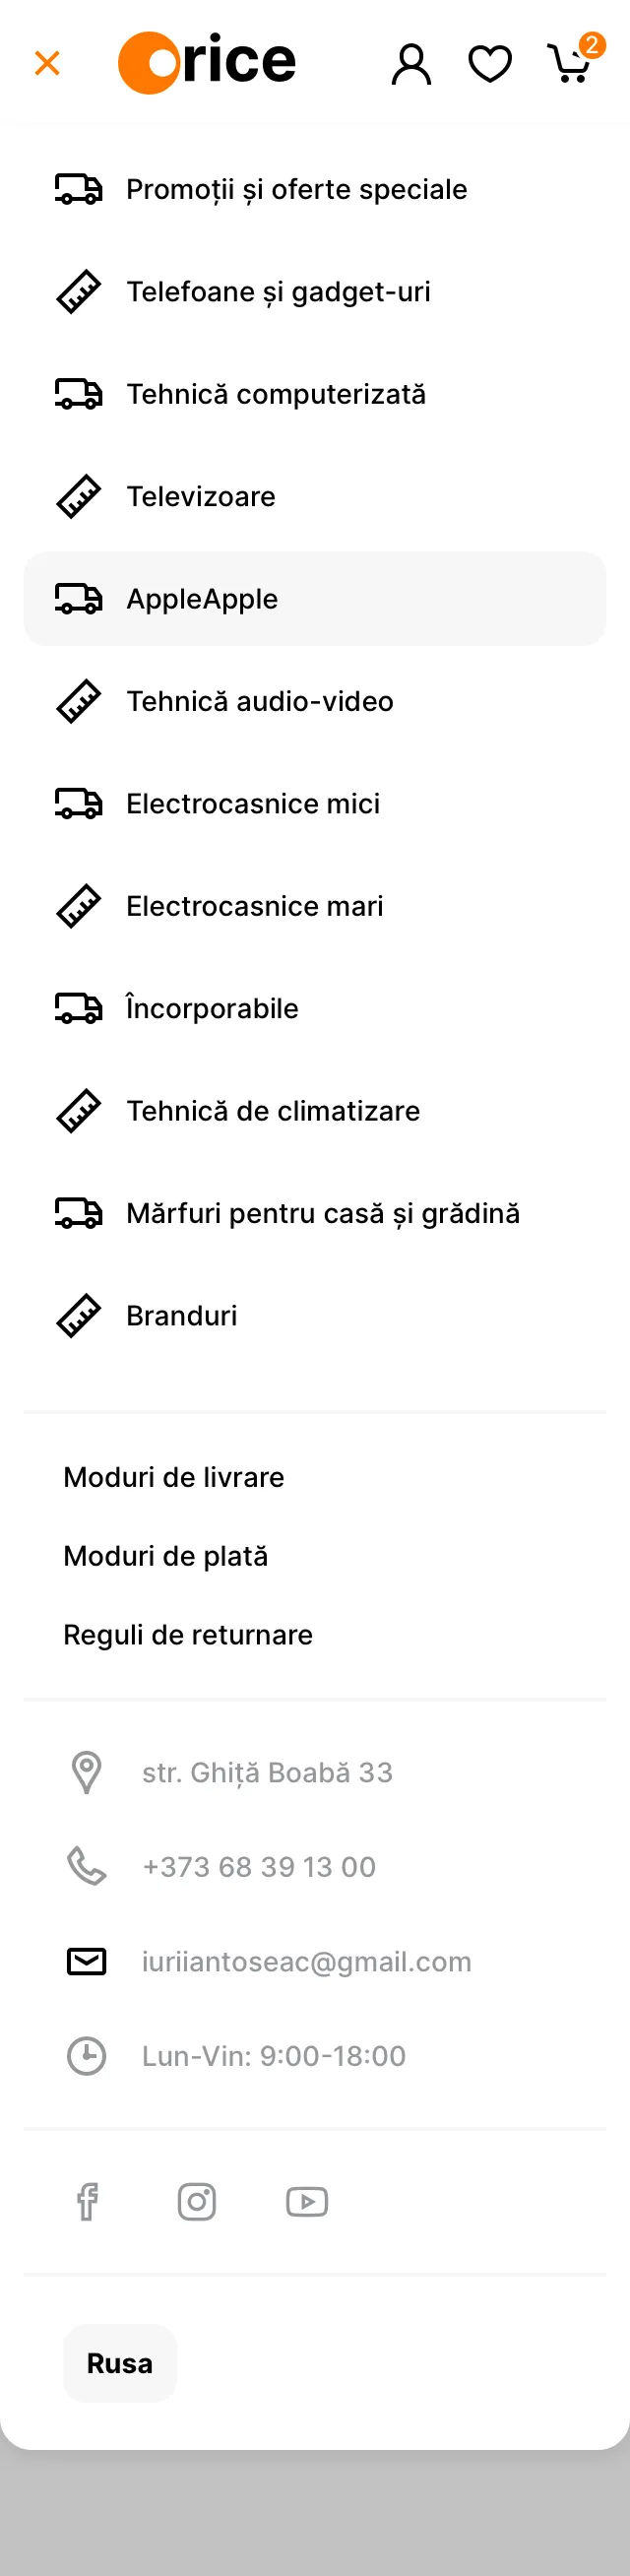 Orice
2
Promoții și oferte speciale
Telefoane și gadget-uri
Tehnică computerizată
Televizoare
AppleApple
Tehnică audio-video
Electrocasnice mici
Electrocasnice mari
Încorporabile
Tehnică de climatizare
Mărfuri pentru casă și grădină
Branduri
Moduri de livrare
Moduri de plată
Reguli de returnare
str. Ghiță Boabă 33
+373 68 39 13 00
iuriiantoseac@gmail.com
Lun-Vin: 9:00-18:00
Rusa